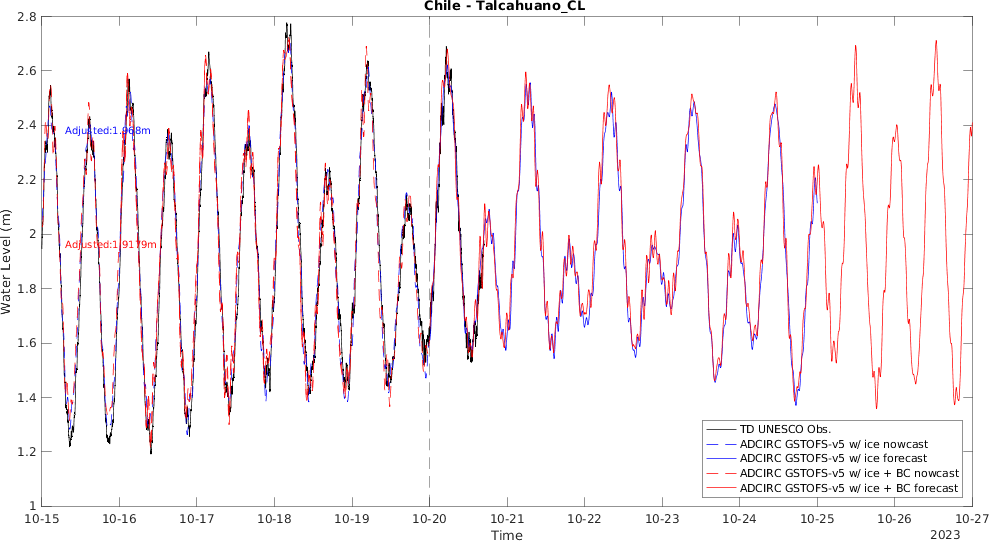 Chile - Talcahuano_CL
2.8
2.6
2.4
2.2
2
1.8
1.6
1.4
1.2
1
Water Level (m)
Adjusted:1.968m
Adjusted:1.9179m
TD UNESCO Obs.
ADCIRC GSTOFS-v5 w/ ice nowcast
ADCIRC GSTOFS-v5 w/ ice forecast
ADCIRC GSTOFS-v5 w/ ice + BC nowcast
ADCIRC GSTOFS-v5 w/ ice + BC forecast
10-15 10-16 10-17 10-18 10-19 10-20 10-21 10-22 10-23 10-24 10-25 10-26 10-27
Time
2023